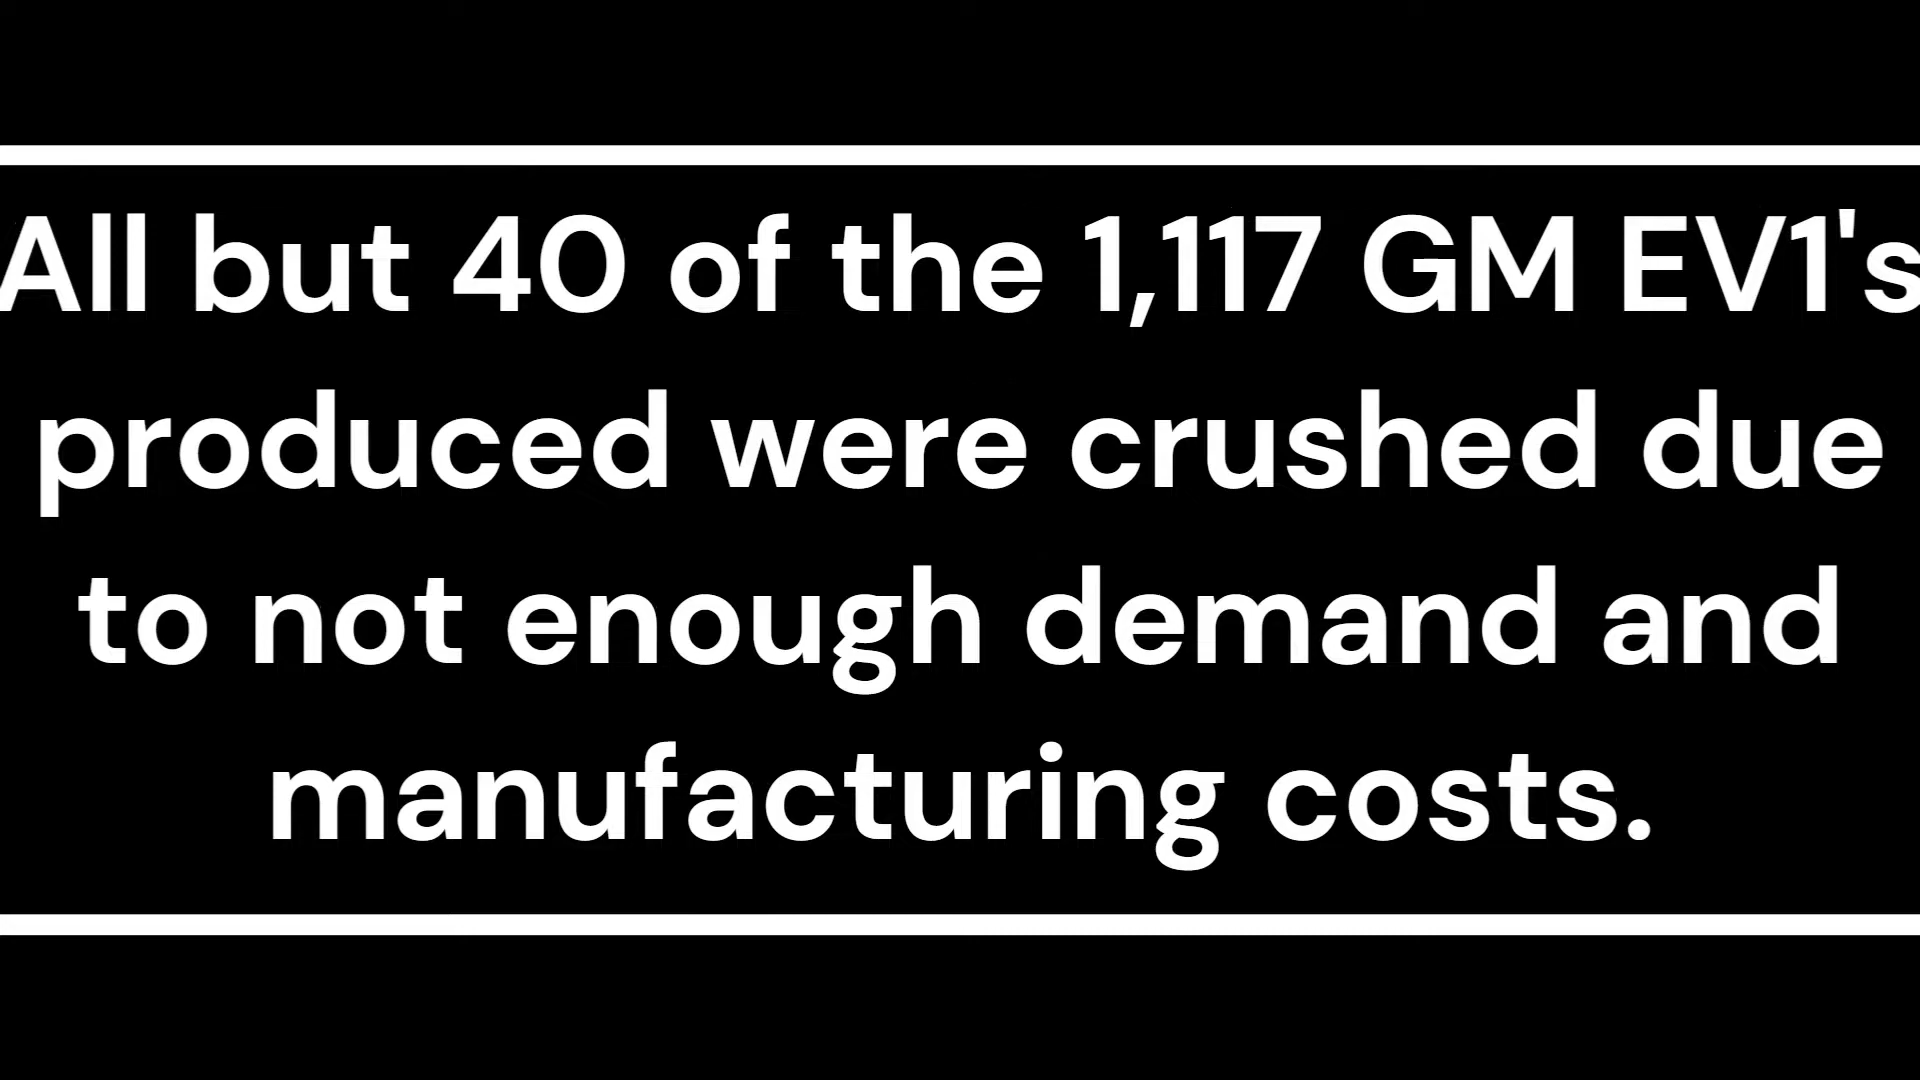 All but 40 of the 1,117 GM EV1's
produced were crushed due
to not enough demand and
manufacturing costs.